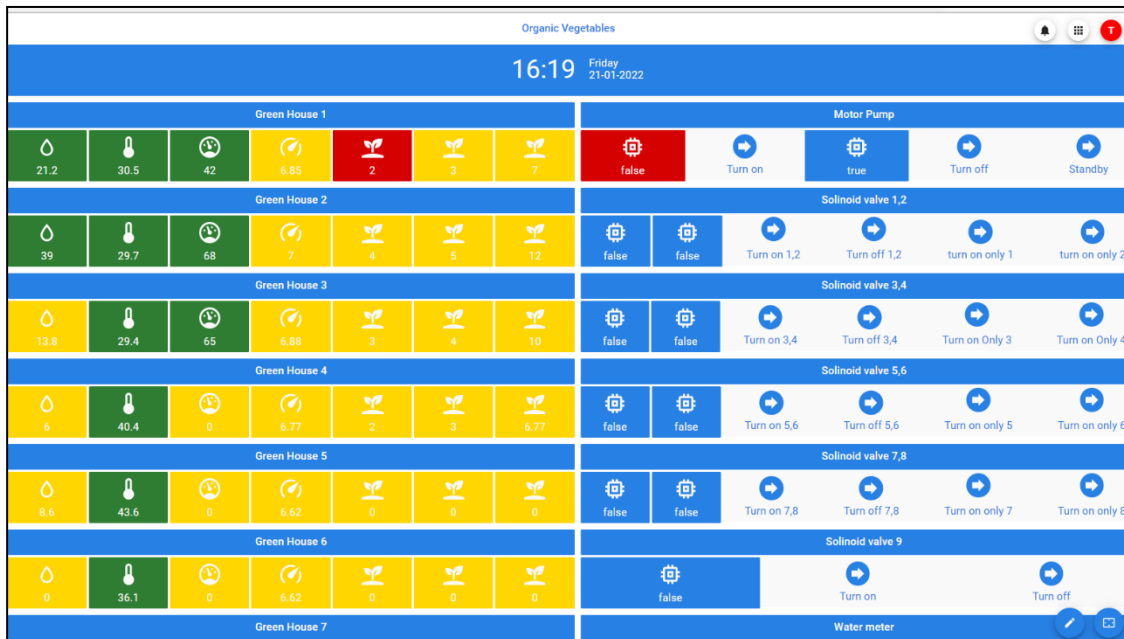 Organic Vegetables
T
16:19 Friday
21-01-2022
Green House 1
21.2 30.5 42 6.85 2 3 7
Motor Pump
false Turn on true Turn off Standby
Green House 2
39 29.7 68 7 4 5 12
Solinoid valve 1,2
false false Turn on 1,2 Turn off 1,2 turn on only 1 turn on only 2
Green House 3
13.8 29.4 65 6.88 3 4 10
Solinoid valve 3,4
false false Turn on 3,4 Turn off 3,4 Turn on Only 3 Turn on Only 4
Green House 4
6 40.4 0 6.77 2 3 6.77
Solinoid valve 5,6
false false Turn on 5,6 Turn off 5,6 Turn on only 5 Turn on only 6
Green House 5
8.6 43.6 0 6.62 0 0 0
Solinoid valve 7,8
false false Turn on 7,8 Turn off 7,8 Turn on only 7 Turn on only 8
Green House 6
0 36.1 0 6.62 0 0 0
Solinoid valve 9
false Turn on Turn off
Green House 7
Water meter